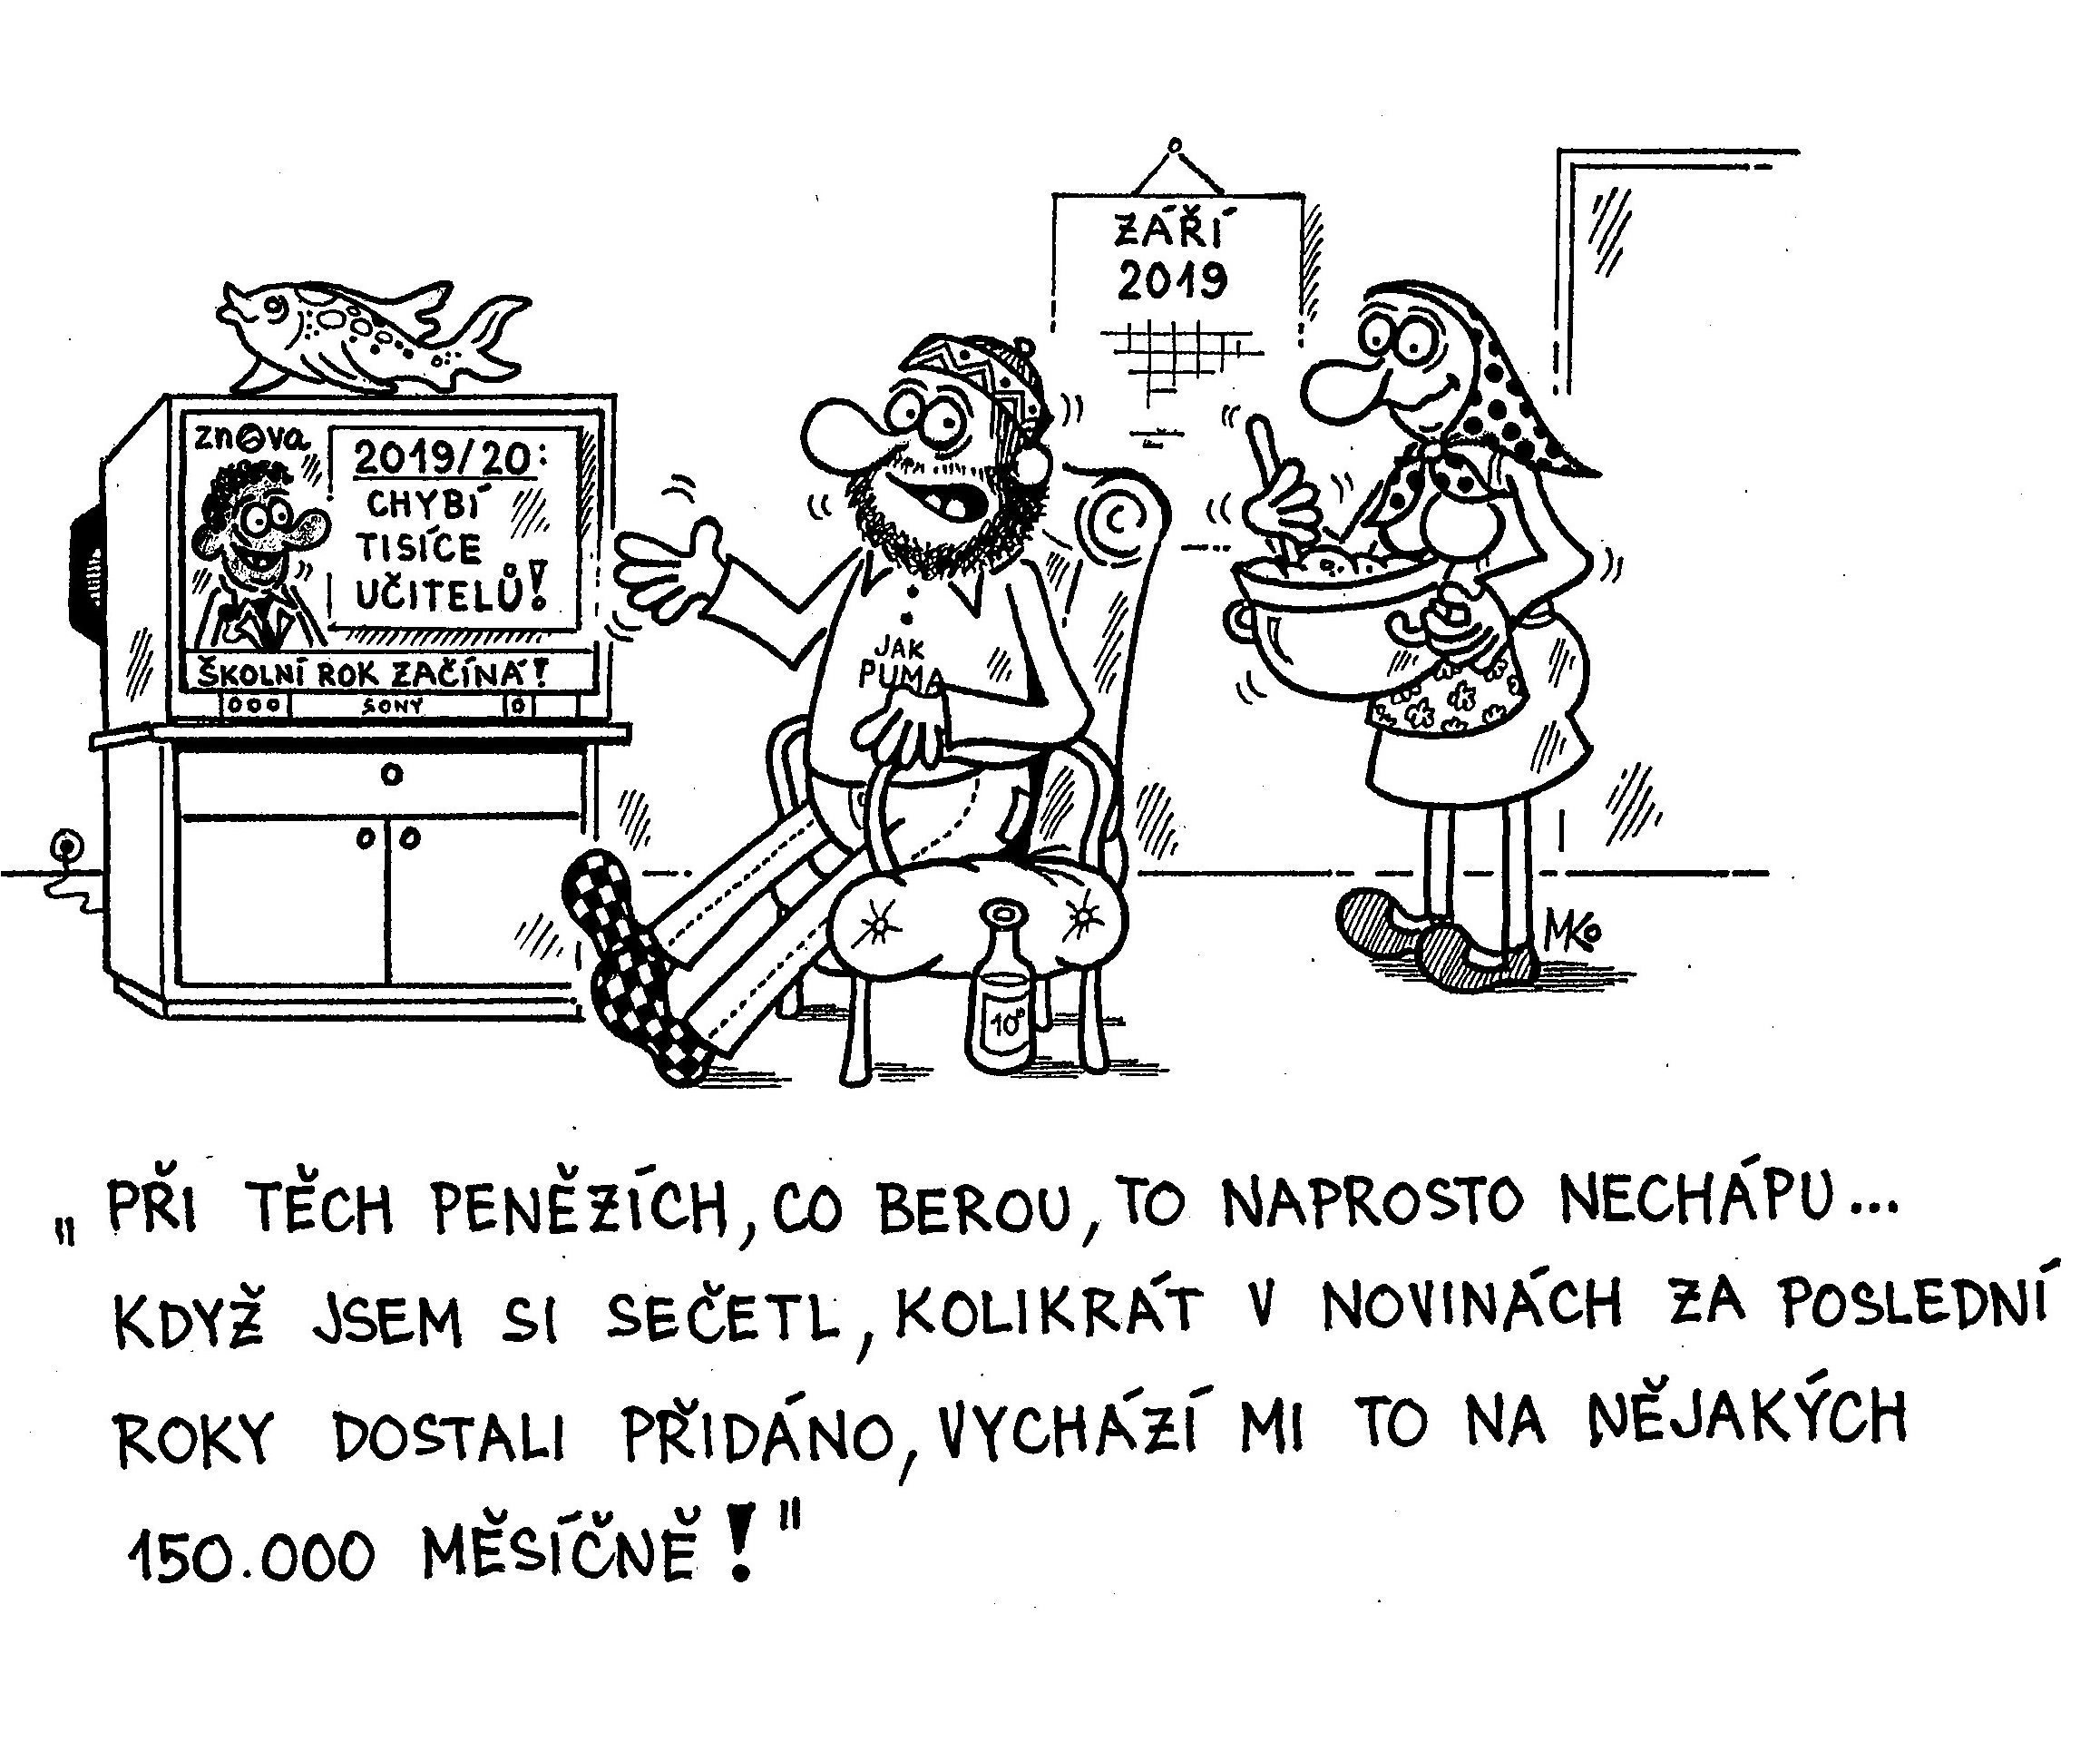 ZÁŘÍ
2019
znova
2019/20:
CHYBÍ
TISÍCE
UČITELŮ!
ŠKOLNÍ ROK ZAČÍNÁ!
SONY
JAK
PUMA
10°
MKo
„PŘI TĚCH PENĚZÍCH, CO BEROU, TO NAPROSTO NECHÁPU...
KDYŽ JSEM SI SEČETL, KOLIKRÁT V NOVINÁCH ZA POSLEDNÍ
ROKY DOSTALI PŘIDÁNO, VYCHÁZÍ MI TO NA NĚJAKÝCH
150.000 MĚSÍČNĚ!"